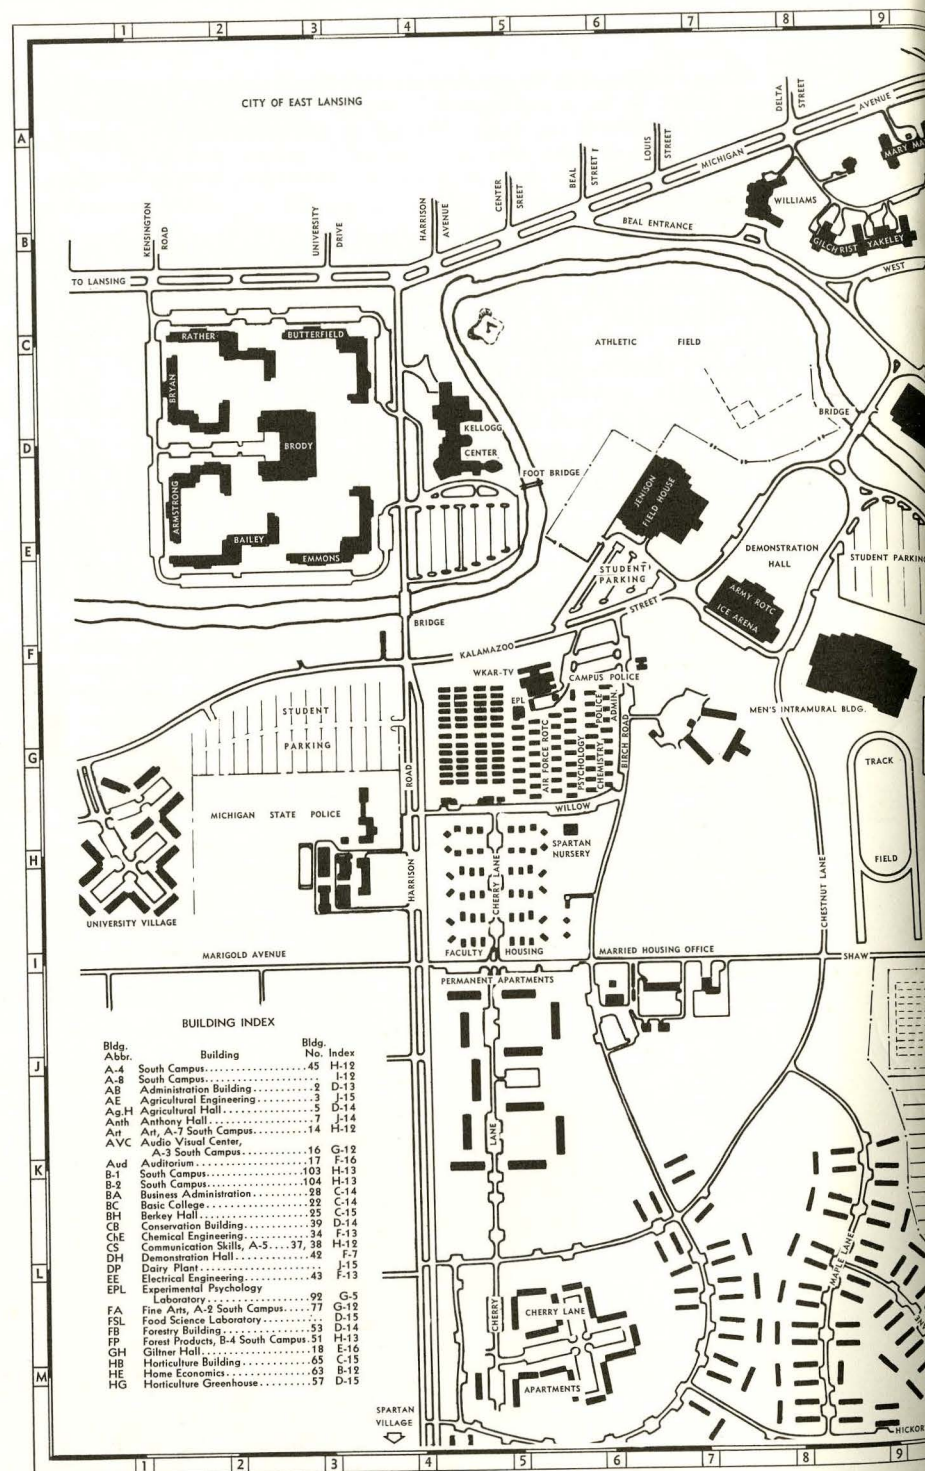 1 2 3 4 5 6 7 8 9
A
B
C
D
E
F
G
H
I
J
K
L
M
CITY OF EAST LANSING
KENSINGTON
ROAD
UNIVERSITY
DRIVE
HARRISON
AVENUE
CENTER
SREET
BEAL
STREET
LOUIS
STREET
DELTA
STREET
MICHIGAN
AVENUE
MARY MA
WILLIAMS
GILCHRIST
YAKELEY
BEAL ENTRANCE
WEST
TO LANSING
RATHER
BUTTERFIELD
BRYAN
BRODY
ARMSTRONG
BAILEY
EMMONS
KELLOGG
CENTER
ATHLETIC FIELD
BRIDGE
FOOT BRIDGE
JENISON
FIELD HOUSE
STUDENT
PARKING
DEMONSTRATION
HALL
STUDENT PARKIN
ARMY ROTC
ICE ARENA
BRIDGE
KALAMAZOO
STREET
WKAR-TV
CAMPUS POLICE
EPL
AIR FORCE ROTC
PSYCHOLOGY
CHEMISTRY
POLICE
ADMIN.
BIRCH ROAD
MEN'S INTRAMURAL BLDG.
STUDENT
PARKING
ROAD
TRACK
FIELD
MICHIGAN STATE POLICE
WILLOW
SPARTAN
NURSERY
HARRISON
CHERRY LANE
CHESTNUT LANE
UNIVERSITY VILLAGE
MARIGOLD AVENUE
FACULTY HOUSING
MARRIED HOUSING OFFICE
SHAW
PERMANENT APARTMENTS
BUILDING INDEX
Bldg. Bldg.
Abbr. Building No. Index
A-4 South Campus 45 H-12
A-8 South Campus I-12
AB Administration Building 2 D-13
AE Agricultural Engineering 3 J-15
Ag.H Agricultural Hall 5 D-14
Anth Anthony Hall 7 J-14
Art Art, A-7 South Campus 14 H-12
AVC Audio Visual Center,
A-3 South Campus 16 G-12
Aud Auditorium 17 F-16
B-1 South Campus 103 H-13
B-2 South Campus 104 H-13
BA Business Administration 28 C-14
BC Basic College 22 C-14
BH Berkey Hall 25 C-15
CB Conservation Building 39 D-14
ChE Chemical Engineering 34 F-13
CS Communication Skills, A-5 37, 38 H-12
DH Demonstration Hall 42 F-7
DP Dairy Plant J-15
EE Electrical Engineering 43 F-13
EPL Experimental Psychology
Laboratory 92 G-5
FA Fine Arts, A-2 South Campus 77 G-12
FSL Food Science Laboratory D-15
FB Forestry Building 53 D-14
FP Forest Products, B-4 South Campus 51 H-13
GH Giltner Hall 18 E-16
HB Horticulture Building 65 C-15
HE Home Economics 63 B-12
HG Horticulture Greenhouse 57 D-15
LANE
MAPLE LANE
CHERRY
CHERRY LANE
APARTMENTS
SPARTAN
VILLAGE
HICKOR
1 2 3 4 5 6 7 8 9